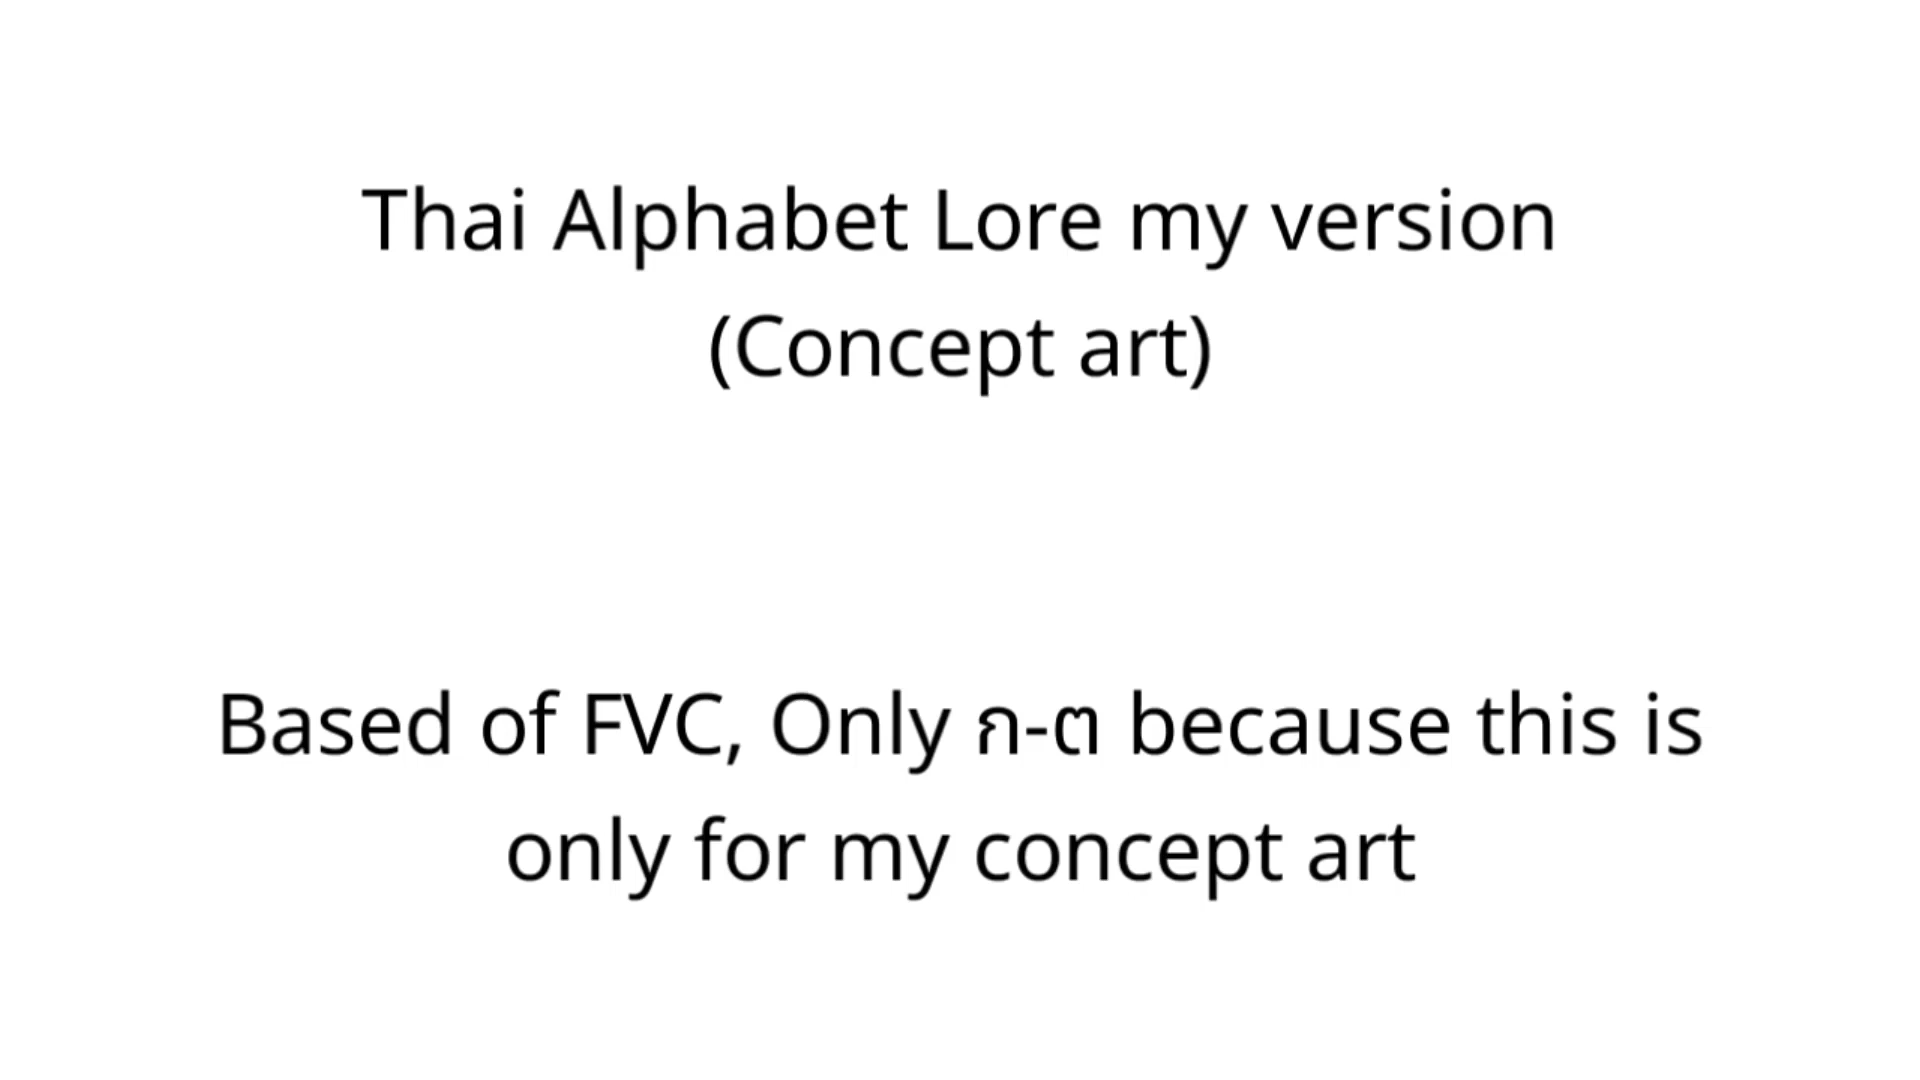 Thai Alphabet Lore my version
(Concept art)
Based of FVC, Only ก-ต because this is
only for my concept art